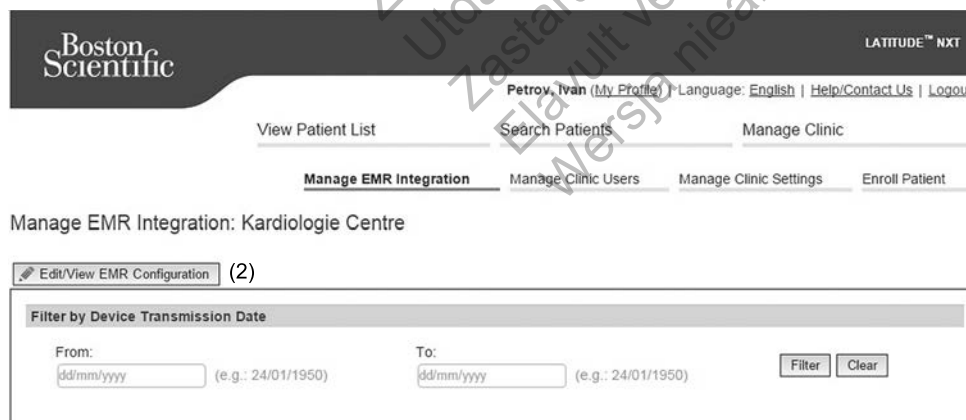 Boston
Scientific
LATITUDE™ NXT
Petrov, Ivan (My Profile) | Language: English | Help/Contact Us | Logou
View Patient List Search Patients Manage Clinic
Manage EMR Integration Manage Clinic Users Manage Clinic Settings Enroll Patient
Manage EMR Integration: Kardiologie Centre
Edit/View EMR Configuration (2)
Filter by Device Transmission Date
From: To:
dd/mm/yyyy (e.g.: 24/01/1950) dd/mm/yyyy (e.g.: 24/01/1950) Filter Clear
Elavult
Wersja